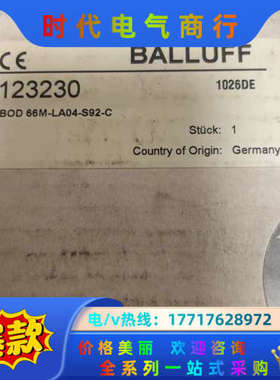 时代电气商行
CE
BALLUFF
123230
1026DE
BOD 66M-LA04-S92-C
Stück: 1
Country of Origin: Germany
爆款
电/v热线：17717628972
价格美丽 欢迎咨询
全系列一站式采购